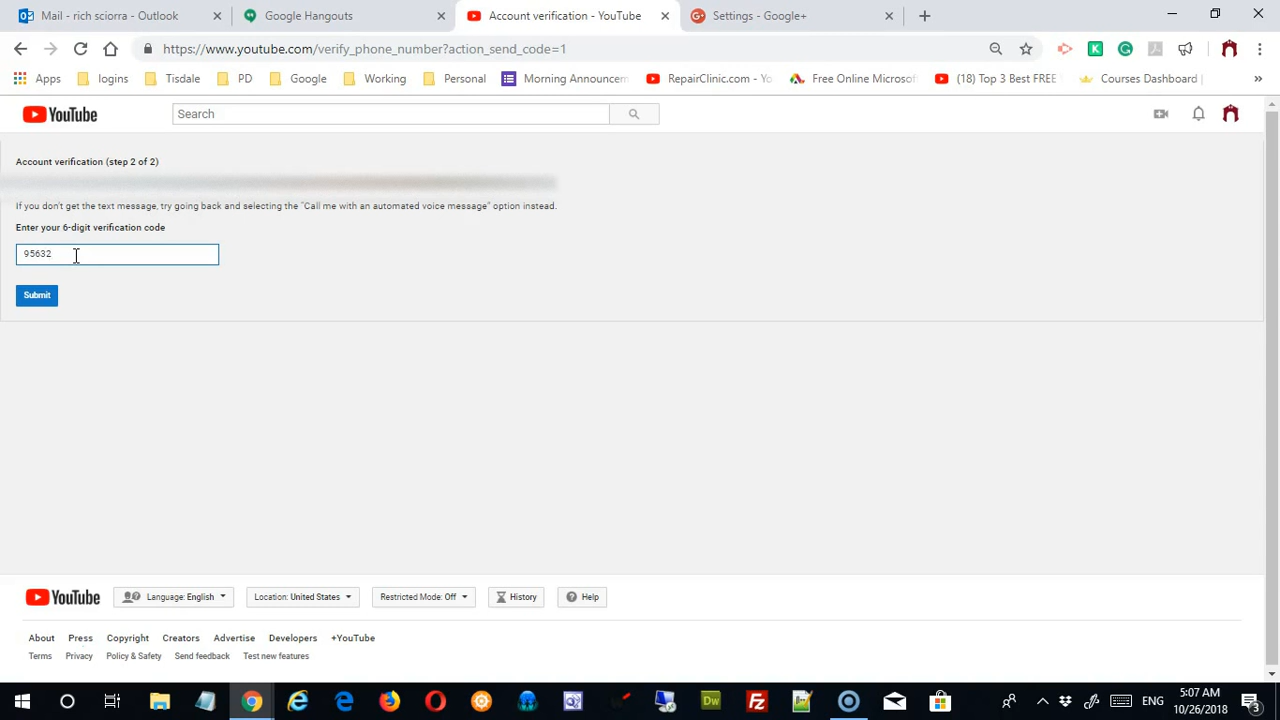 Mail - rich sciorra - Outlook
Google Hangouts
Account verification - YouTube
Settings - Google+
https://www.youtube.com/verify_phone_number?action_send_code=1
Apps
logins
Tisdale
PD
Google
Working
Personal
Morning Announcem
RepairClinic.com - Yo
Free Online Microsof
(18) Top 3 Best FREE
Courses Dashboard
YouTube
Search
Account verification (step 2 of 2)
If you don't get the text message, try going back and selecting the "Call me with an automated voice message" option instead.
Enter your 6-digit verification code
95632
Submit
YouTube
Language: English
Location: United States
Restricted Mode: Off
History
Help
About Press Copyright Creators Advertise Developers +YouTube
Terms Privacy Policy & Safety Send feedback Test new features
ENG
5:07 AM
10/26/2018
3